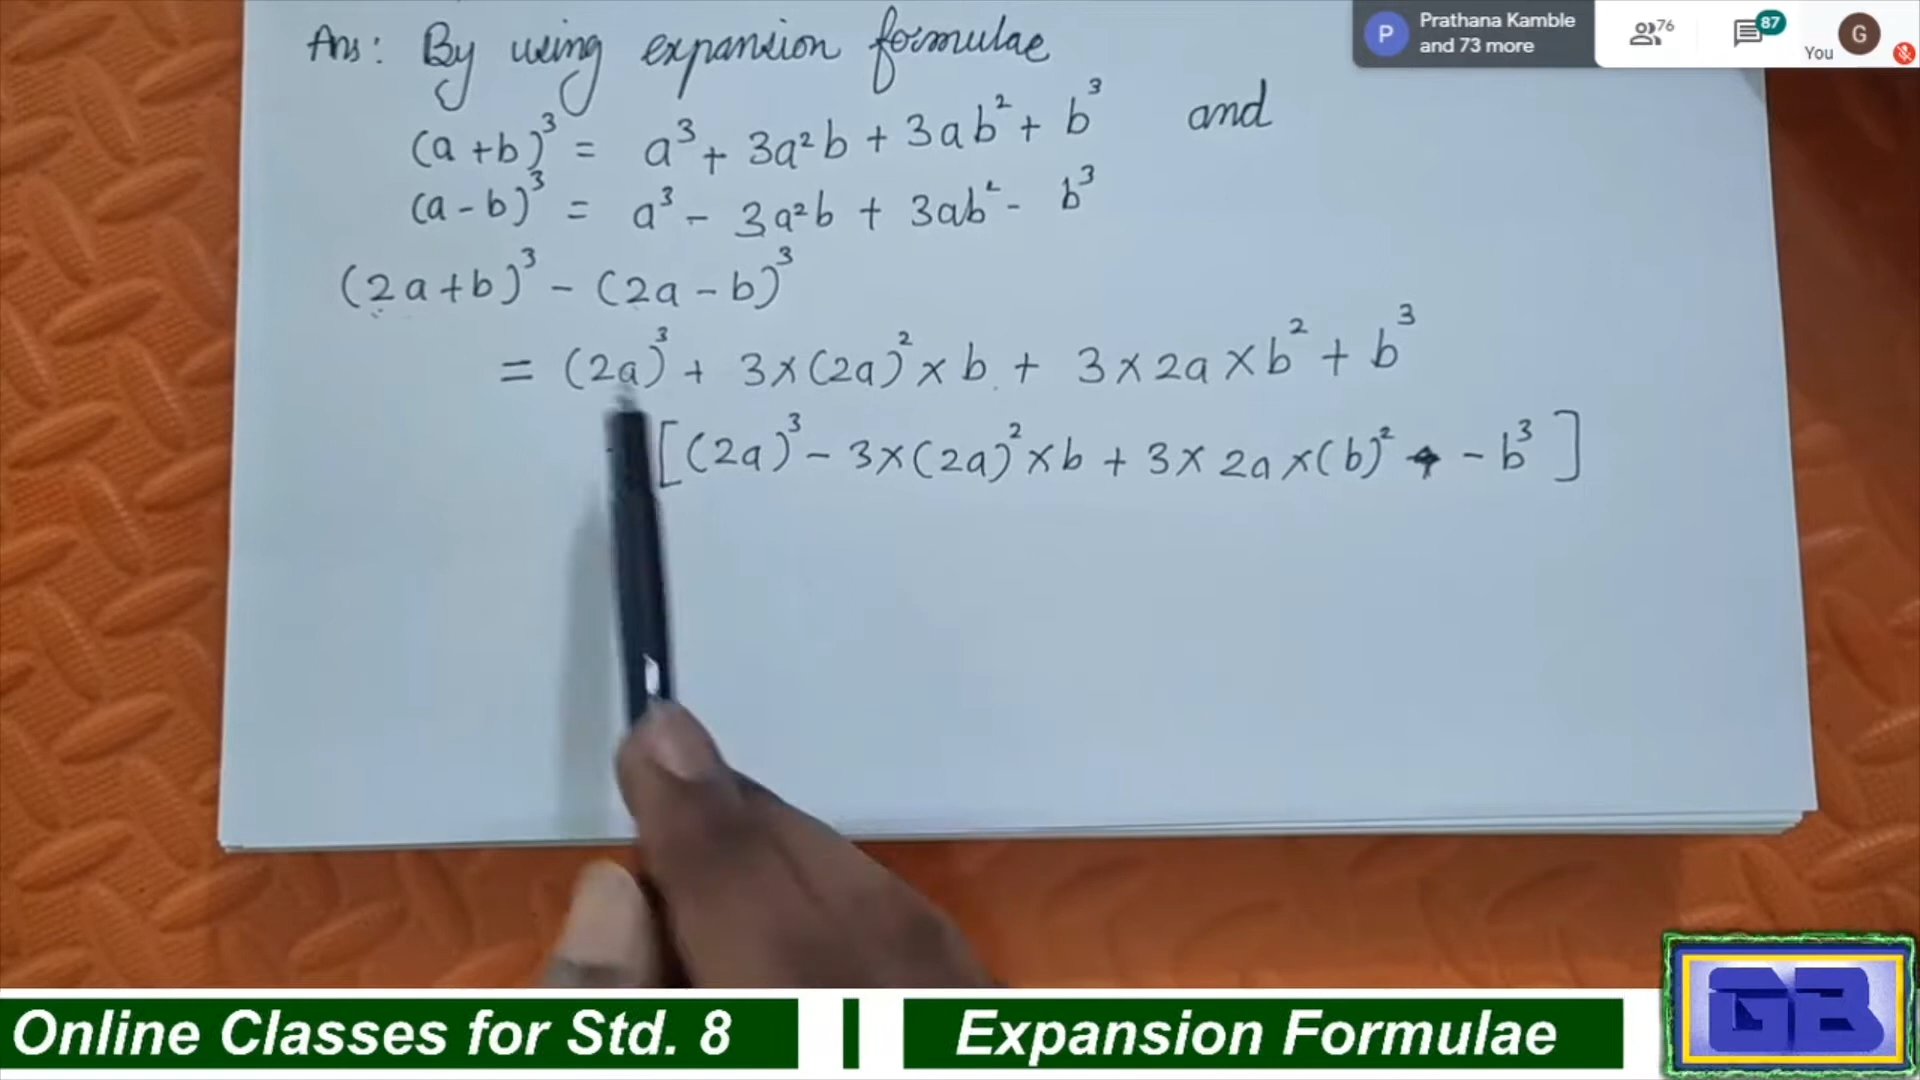 Prathana Kamble
and 73 more
P
76
87
You
G
Ans: By using expansion formulae
(a+b)³ = a³ + 3a²b + 3ab² + b³ and
(a-b)³ = a³ - 3a²b + 3ab² - b³
(2a+b)³ - (2a-b)³
= (2a)³ + 3×(2a)²×b + 3×2a×b² + b³
[(2a)³ - 3×(2a)²×b + 3×2a×(b)² - b³]
Online Classes for Std. 8 | Expansion Formulae
GB